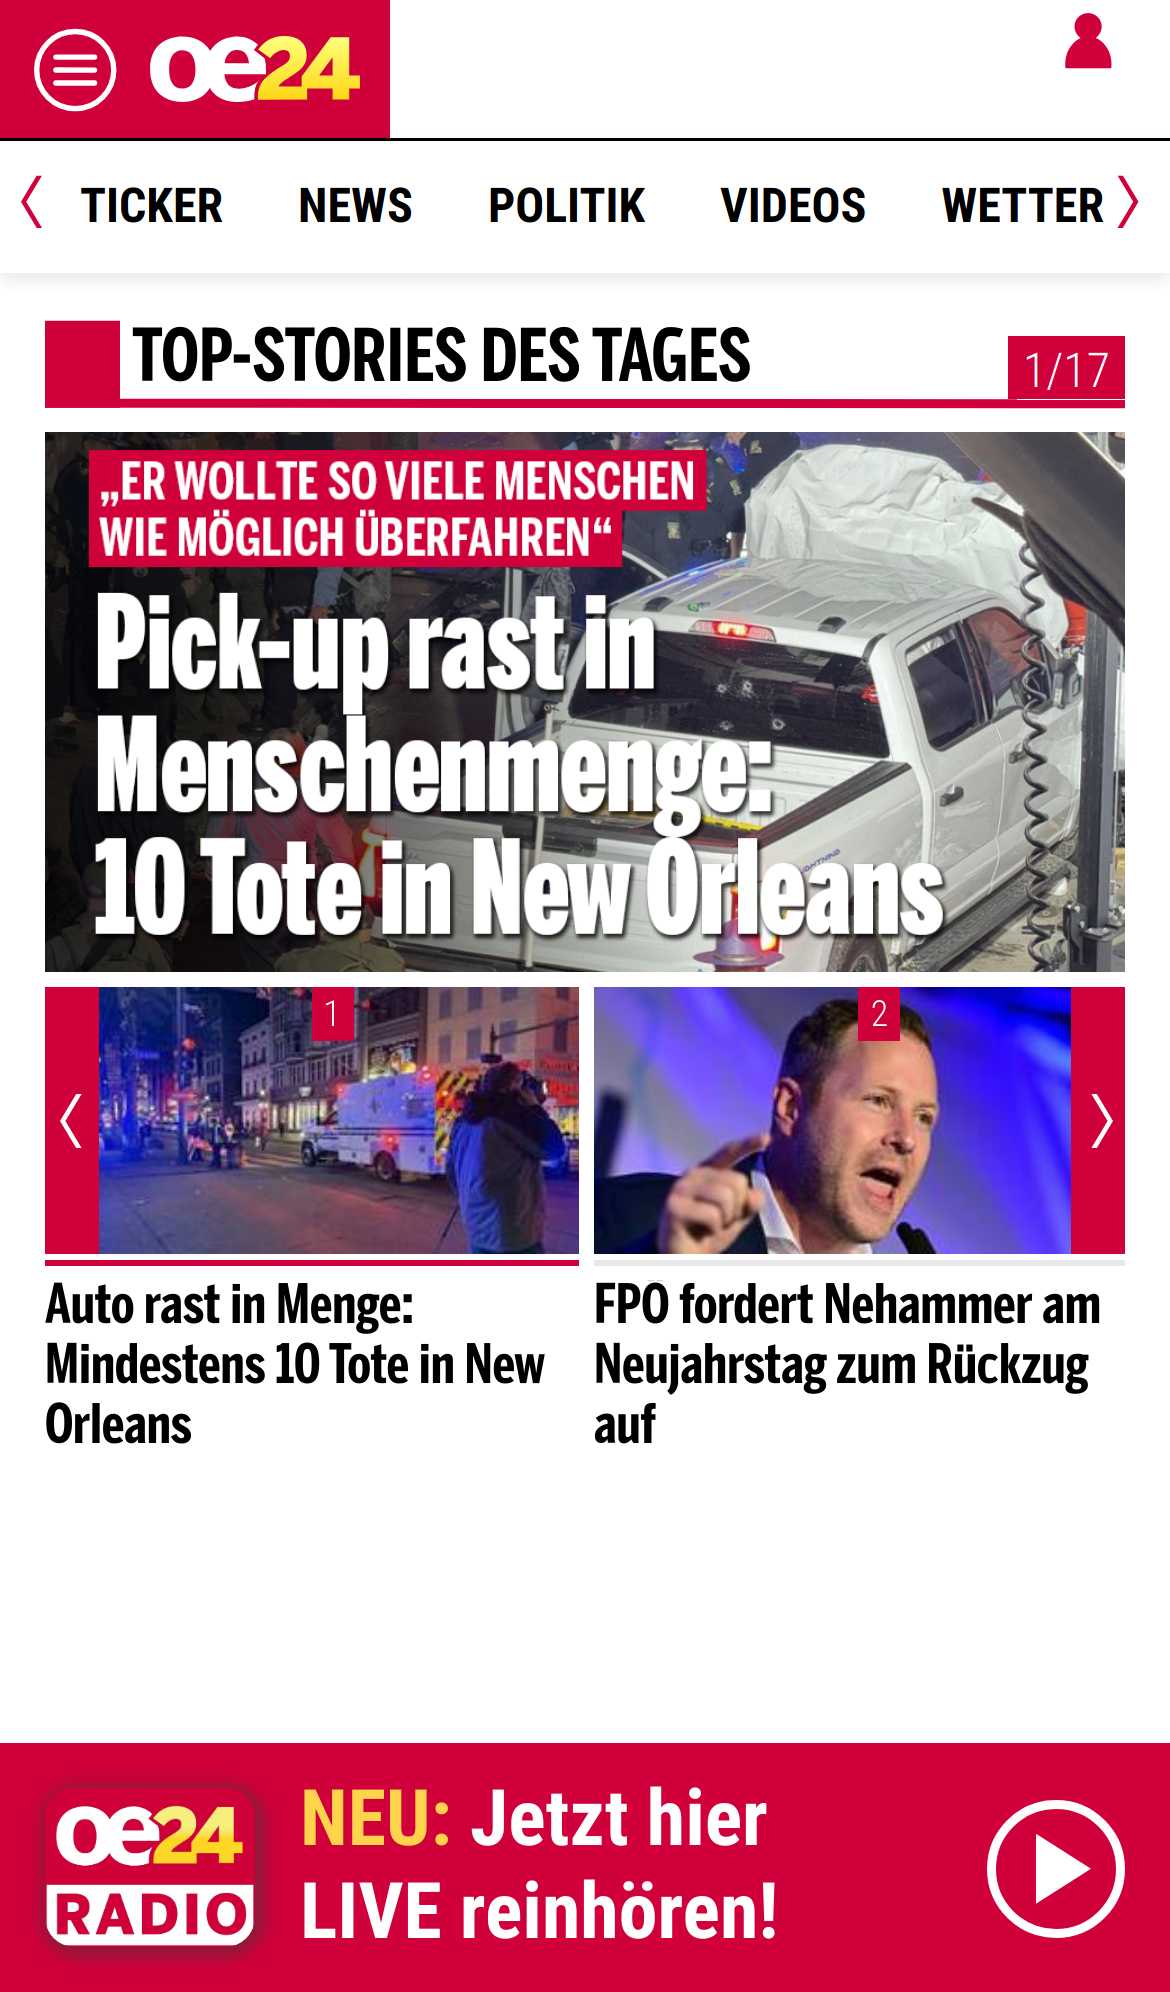 oe24
TICKER NEWS POLITIK VIDEOS WETTER
TOP-STORIES DES TAGES
1/17
„ER WOLLTE SO VIELE MENSCHEN
WIE MÖGLICH ÜBERFAHREN“
Pick-up rast in
Menschenmenge:
10 Tote in New Orleans
LIGHTNING
1
2
Auto rast in Menge:
Mindestens 10 Tote in New
Orleans
FPÖ fordert Nehammer am
Neujahrstag zum Rückzug
auf
oe24
RADIO
NEU: Jetzt hier
LIVE reinhören!